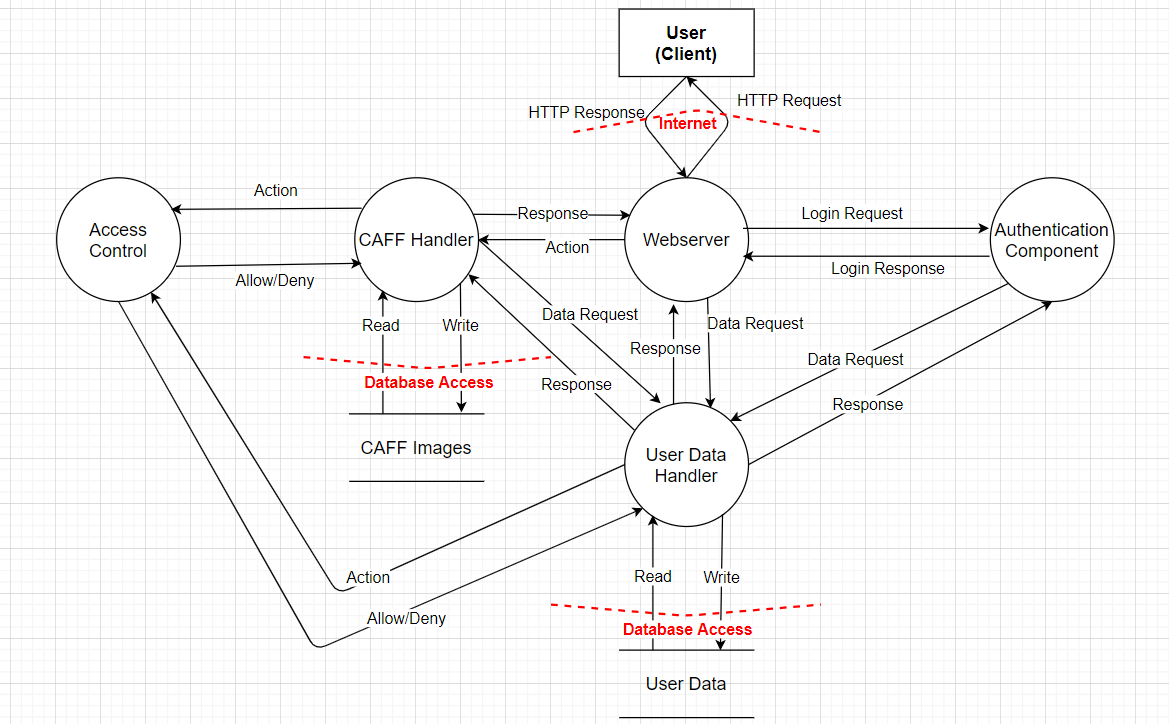 User
(Client)
HTTP Request
HTTP Response
Internet
Action
Response
Login Request
Access
Control
CAFF Handler
Webserver
Authentication
Component
Action
Login Response
Allow/Deny
Data Request
Data Request
Read
Write
Response
Data Request
Database Access
Response
Response
CAFF Images
User Data
Handler
Action
Read
Write
Allow/Deny
Database Access
User Data